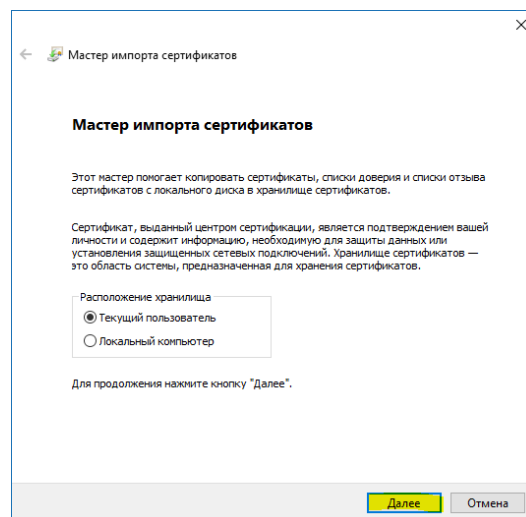 Мастер импорта сертификатов
Мастер импорта сертификатов
Этот мастер помогает копировать сертификаты, списки доверия и списки отзыва
сертификатов с локального диска в хранилище сертификатов.
Сертификат, выданный центром сертификации, является подтверждением вашей
личности и содержит информацию, необходимую для защиты данных или
установления защищенных сетевых подключений. Хранилище сертификатов —
это область системы, предназначенная для хранения сертификатов.
Расположение хранилища
Текущий пользователь
Локальный компьютер
Для продолжения нажмите кнопку "Далее".
Далее Отмена